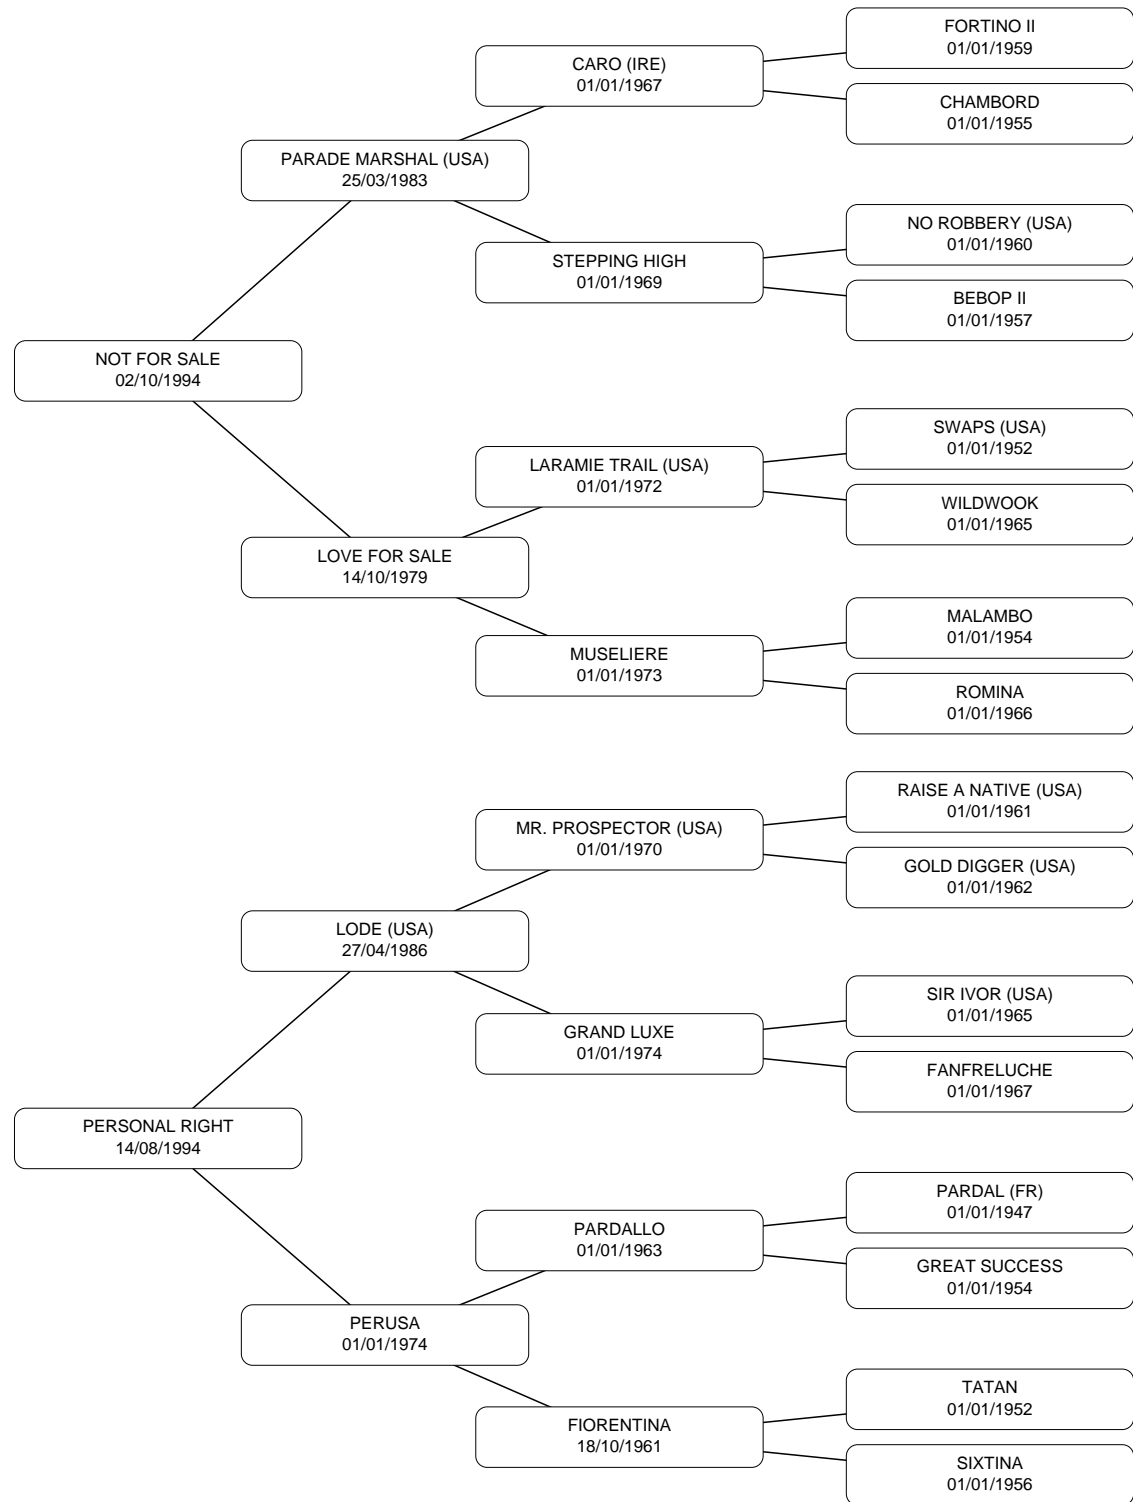 FORTINO II
01/01/1959
CARO (IRE)
01/01/1967
CHAMBORD
01/01/1955
PARADE MARSHAL (USA)
25/03/1983
NO ROBBERY (USA)
01/01/1960
STEPPING HIGH
01/01/1969
BEBOP II
01/01/1957
NOT FOR SALE
02/10/1994
SWAPS (USA)
01/01/1952
LARAMIE TRAIL (USA)
01/01/1972
WILDWOOK
01/01/1965
LOVE FOR SALE
14/10/1979
MALAMBO
01/01/1954
MUSELIERE
01/01/1973
ROMINA
01/01/1966
RAISE A NATIVE (USA)
01/01/1961
MR. PROSPECTOR (USA)
01/01/1970
GOLD DIGGER (USA)
01/01/1962
LODE (USA)
27/04/1986
SIR IVOR (USA)
01/01/1965
GRAND LUXE
01/01/1974
FANFRELUCHE
01/01/1967
PERSONAL RIGHT
14/08/1994
PARDAL (FR)
01/01/1947
PARDALLO
01/01/1963
GREAT SUCCESS
01/01/1954
PERUSA
01/01/1974
TATAN
01/01/1952
FIORENTINA
18/10/1961
SIXTINA
01/01/1956